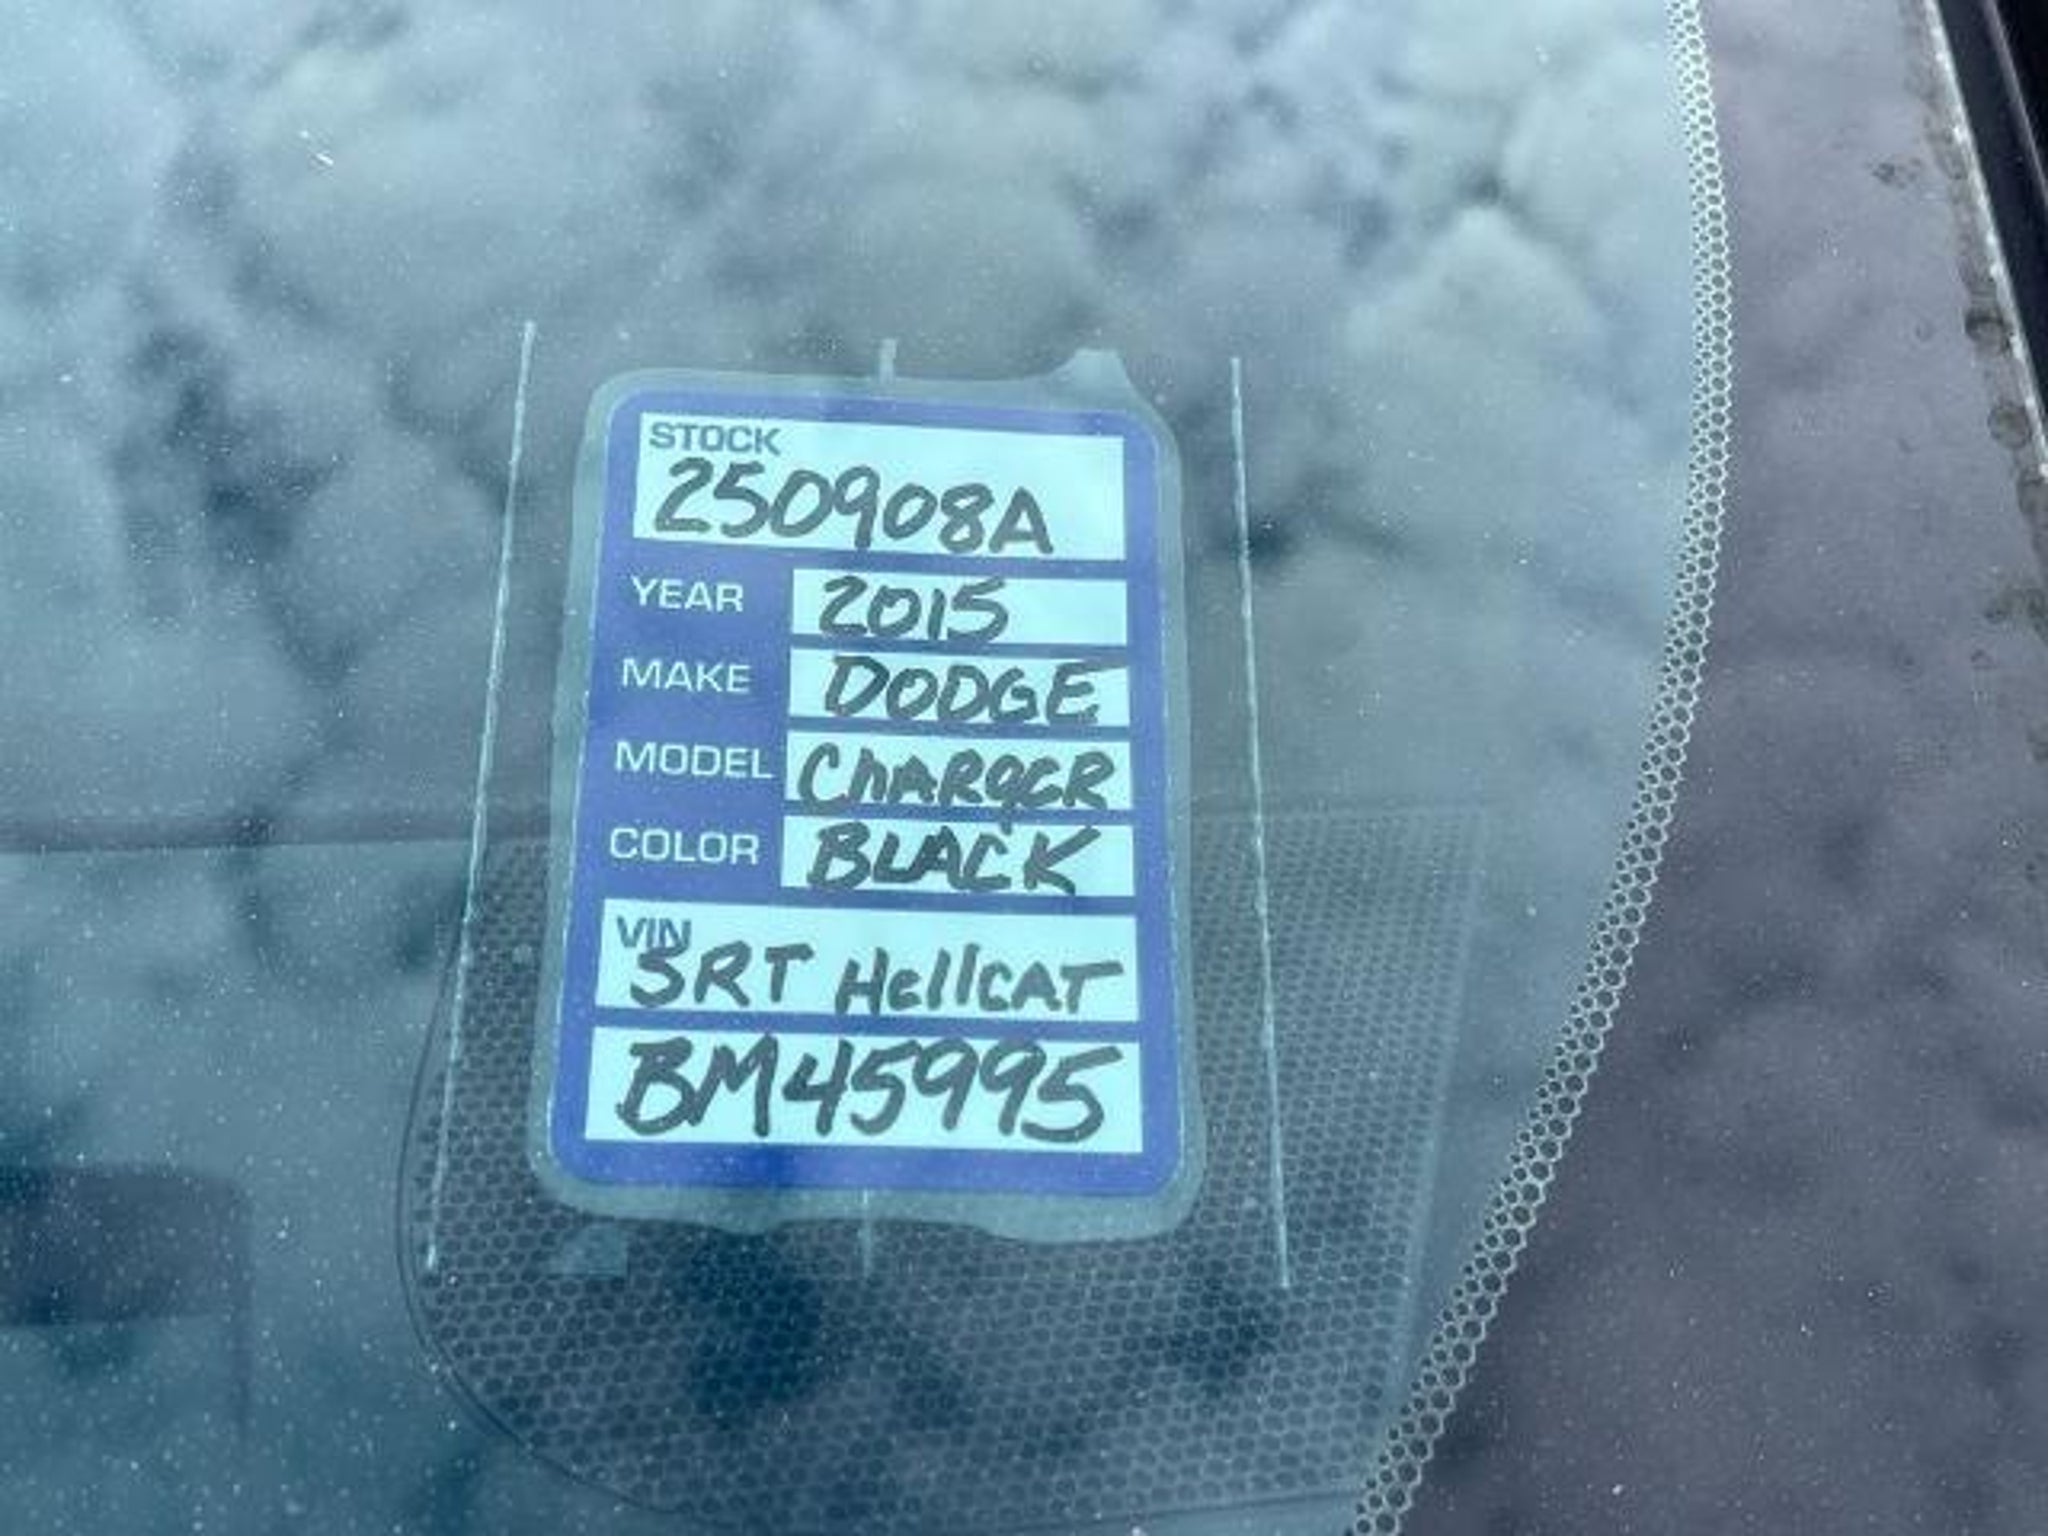 STOCK
250908A
YEAR 2015
MAKE DODGE
MODEL ChARgER
COLOR BLACK
VIN
SRT HellCAT
BM45995